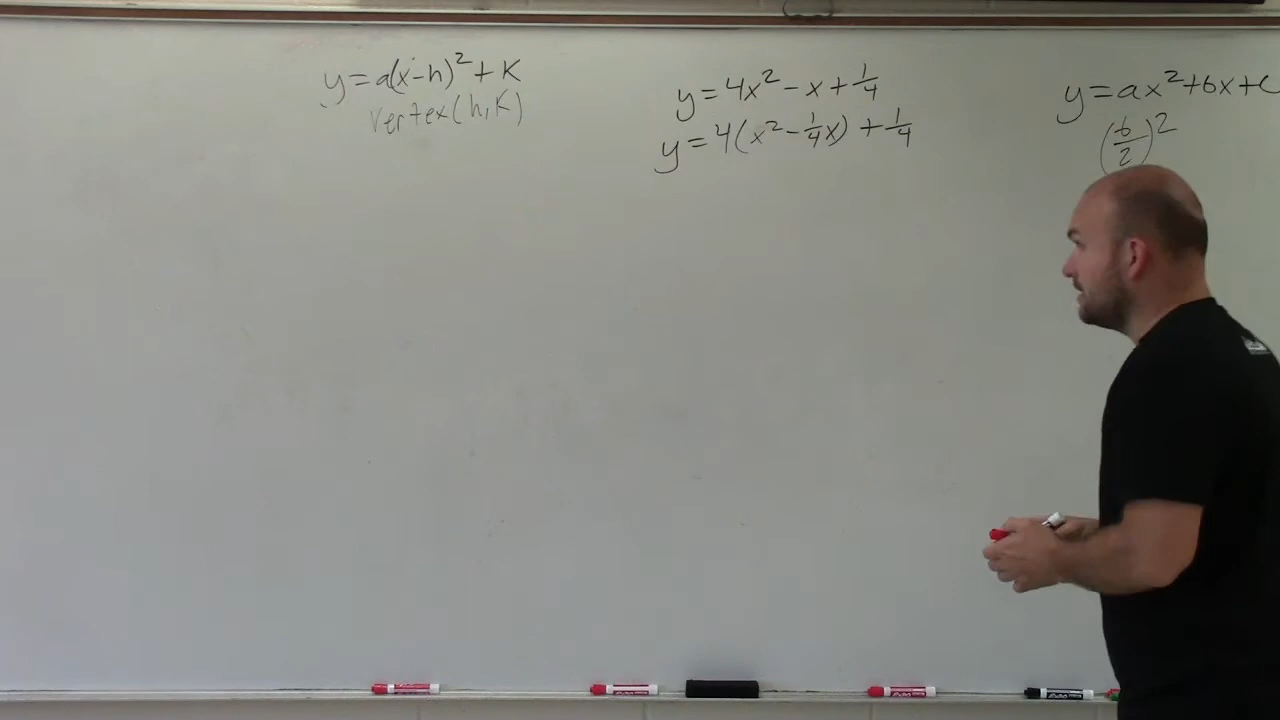 y=a(x-h)²+K
vertex(h,K)
y=4x²-x+1/4
y=4(x²-1/4x)+1/4
y=ax²+bx+c
(b/2)²